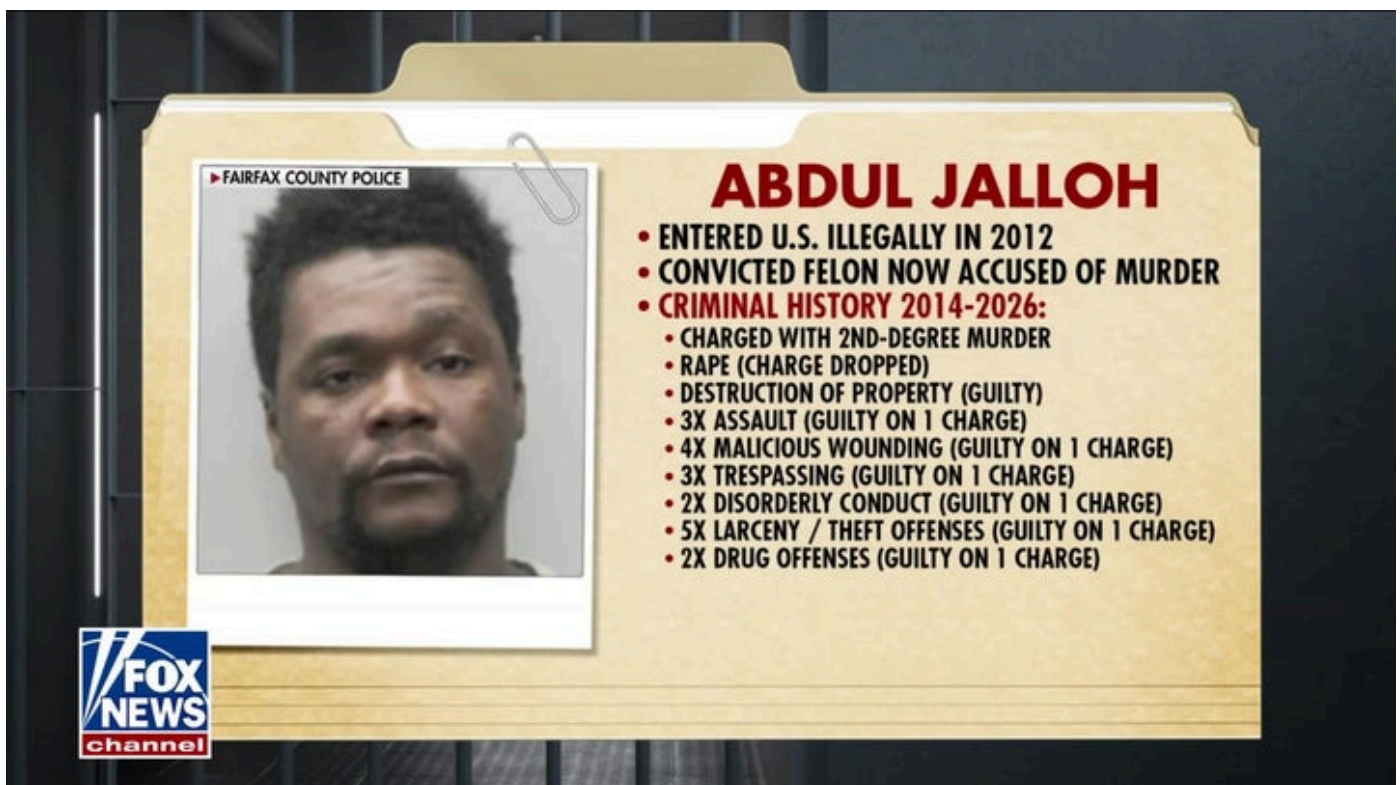 ▶FAIRFAX COUNTY POLICE
ABDUL JALLOH
• ENTERED U.S. ILLEGALLY IN 2012
• CONVICTED FELON NOW ACCUSED OF MURDER
• CRIMINAL HISTORY 2014-2026:
• CHARGED WITH 2ND-DEGREE MURDER
• RAPE (CHARGE DROPPED)
• DESTRUCTION OF PROPERTY (GUILTY)
• 3X ASSAULT (GUILTY ON 1 CHARGE)
• 4X MALICIOUS WOUNDING (GUILTY ON 1 CHARGE)
• 3X TRESPASSING (GUILTY ON 1 CHARGE)
• 2X DISORDERLY CONDUCT (GUILTY ON 1 CHARGE)
• 5X LARCENY / THEFT OFFENSES (GUILTY ON 1 CHARGE)
• 2X DRUG OFFENSES (GUILTY ON 1 CHARGE)
FOX
NEWS
channel